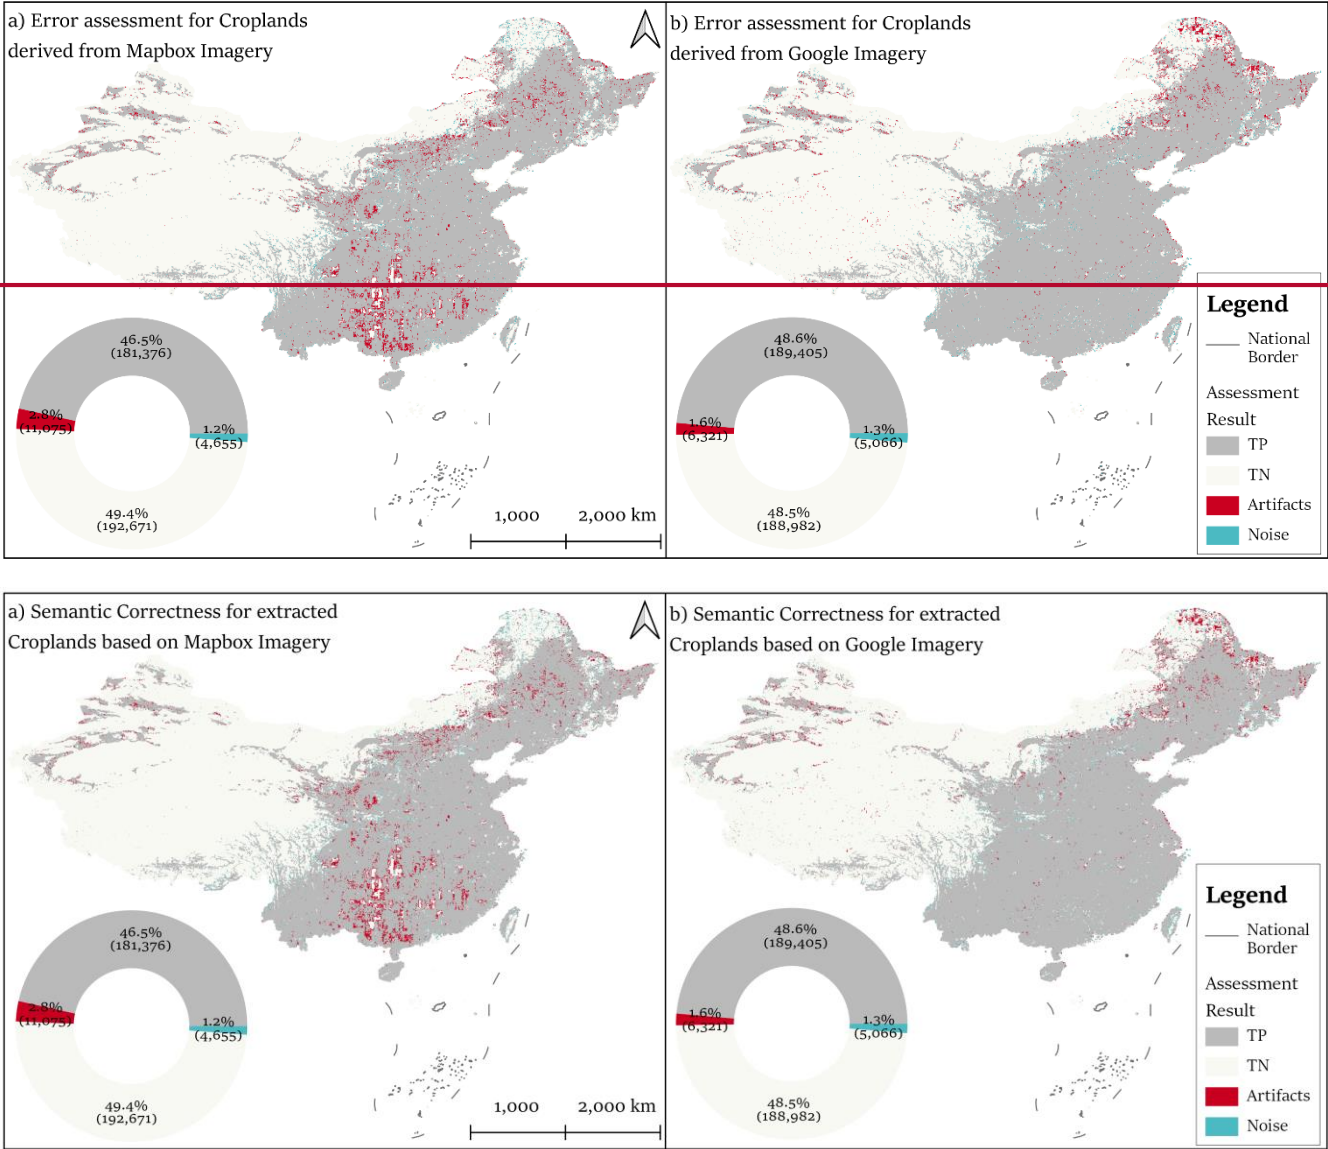 a) Error assessment for Croplands
derived from Mapbox Imagery
46.5%
(181,376)
2.8%
(11,075)
1.2%
(4,655)
49.4%
(192,671)
1,000
2,000 km
b) Error assessment for Croplands
derived from Google Imagery
48.6%
(189,405)
1.6%
(6,321)
1.3%
(5,066)
48.5%
(188,982)
Legend
National
Border
Assessment
Result
TP
TN
Artifacts
Noise
a) Semantic Correctness for extracted
Croplands based on Mapbox Imagery
46.5%
(181,376)
2.8%
(11,075)
1.2%
(4,655)
49.4%
(192,671)
1,000
2,000 km
b) Semantic Correctness for extracted
Croplands based on Google Imagery
48.6%
(189,405)
1.6%
(6,321)
1.3%
(5,066)
48.5%
(188,982)
Legend
National
Border
Assessment
Result
TP
TN
Artifacts
Noise